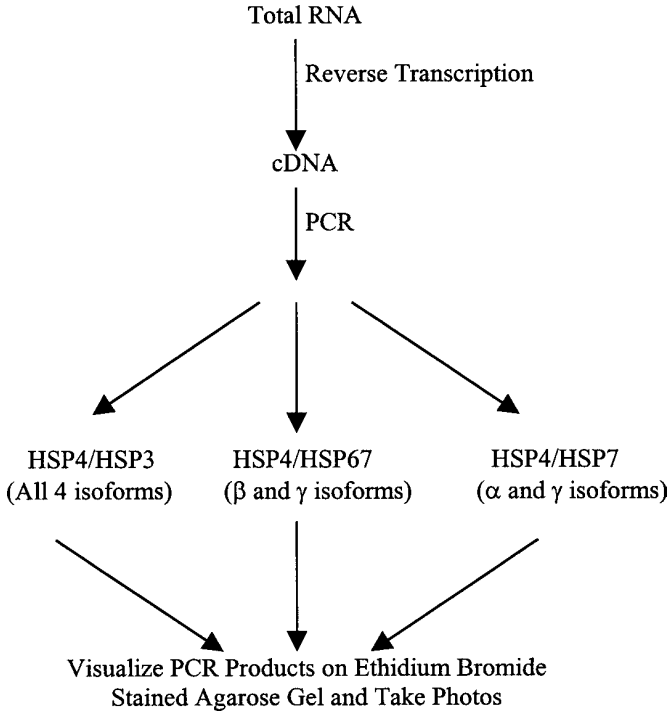 Total RNA
Reverse Transcription
cDNA
PCR
HSP4/HSP3
(All 4 isoforms)
HSP4/HSP67
(β and γ isoforms)
HSP4/HSP7
(α and γ isoforms)
Visualize PCR Products on Ethidium Bromide
Stained Agarose Gel and Take Photos